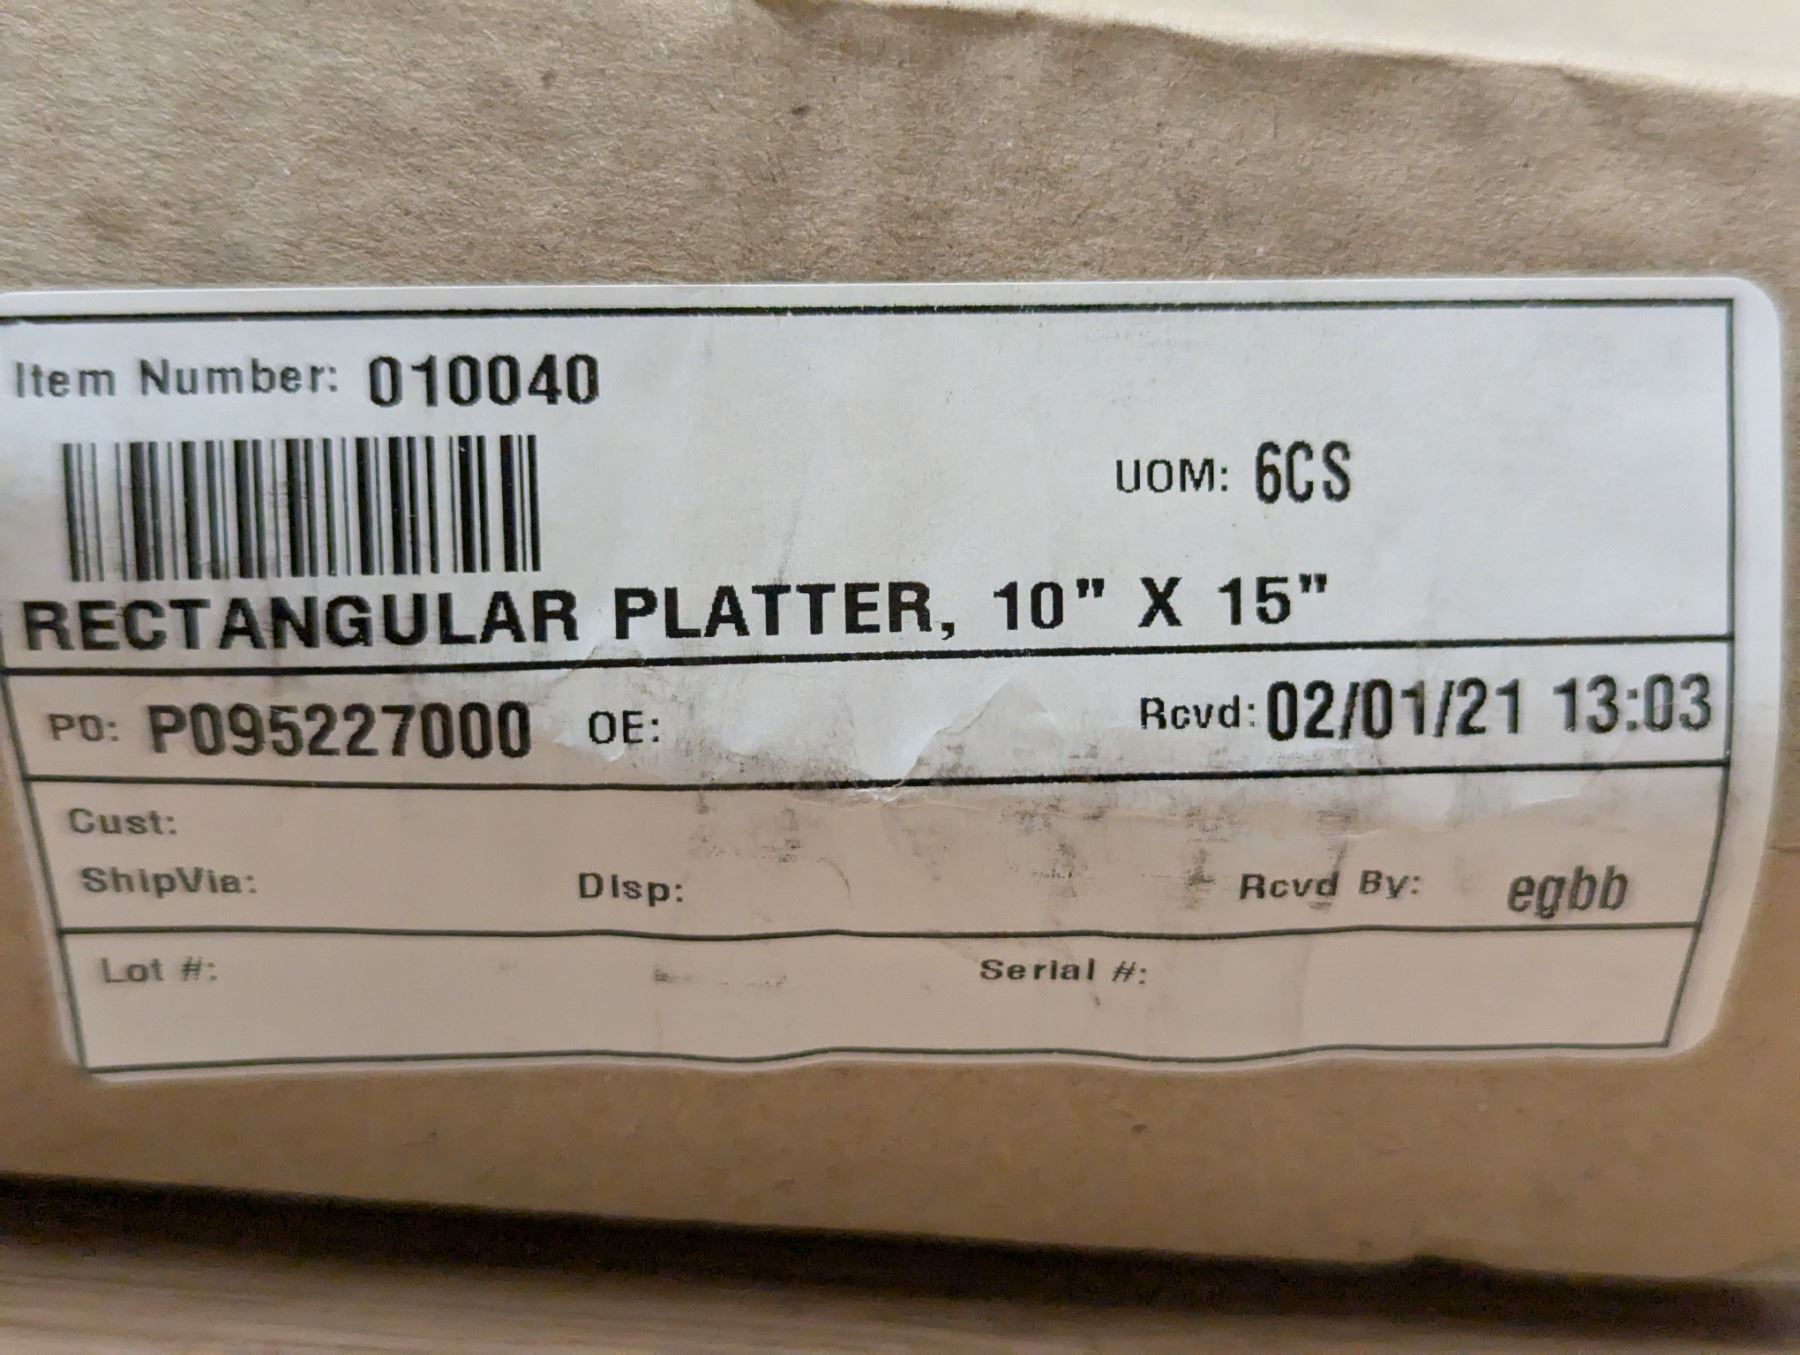 Item Number: 010040
UOM: 6CS
RECTANGULAR PLATTER, 10" X 15"
PO: P095227000 OE: Rcvd: 02/01/21 13:03
Cust:
ShipVia: Disp: Rcvd By: egbb
Lot #: Serial #: